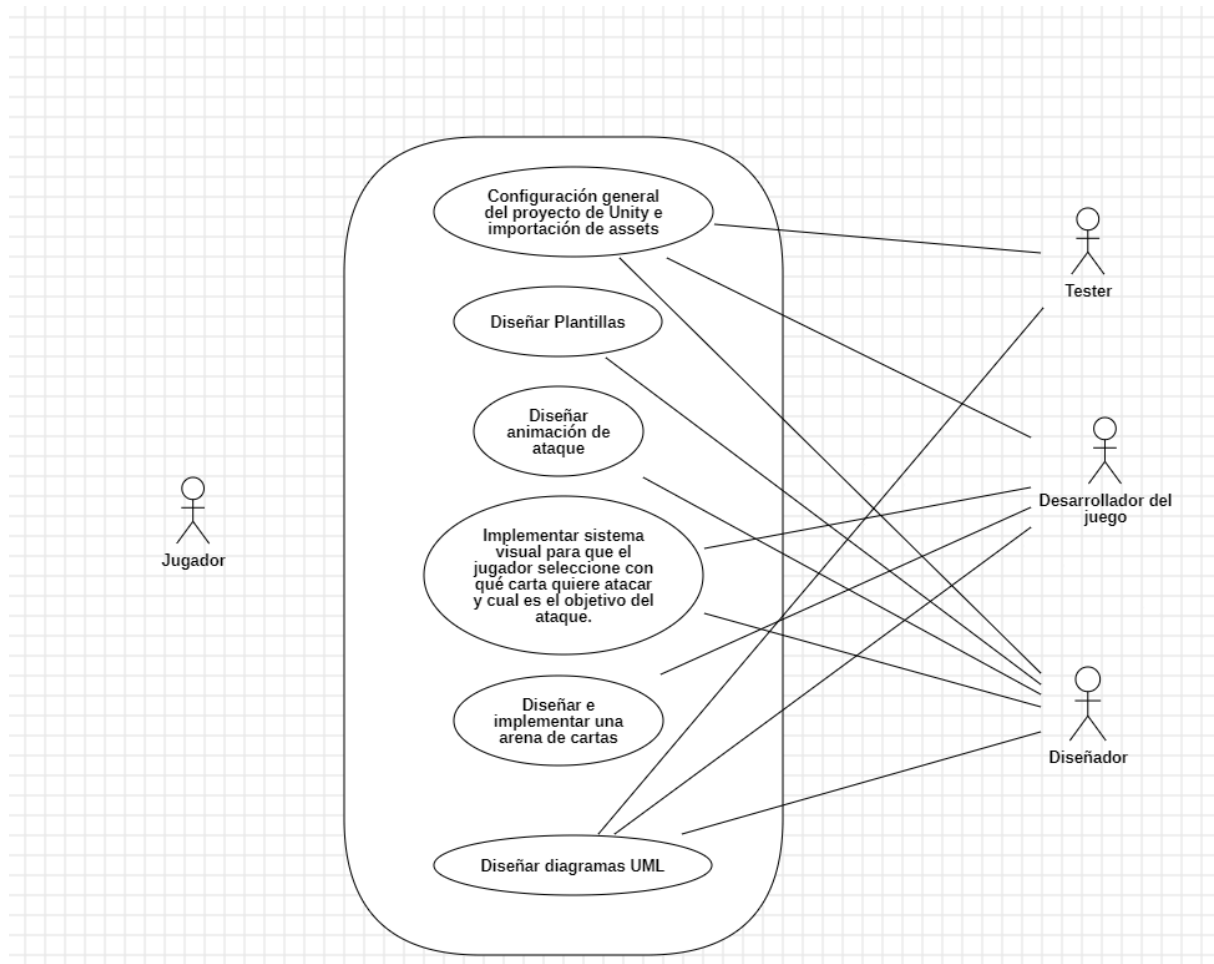 Configuración general
del proyecto de Unity e
importación de assets
Diseñar Plantillas
Diseñar
animación de
ataque
Implementar sistema
visual para que el
jugador seleccione con
qué carta quiere atacar
y cual es el objetivo del
ataque.
Diseñar e
implementar una
arena de cartas
Diseñar diagramas UML
Jugador
Tester
Desarrollador del
juego
Diseñador